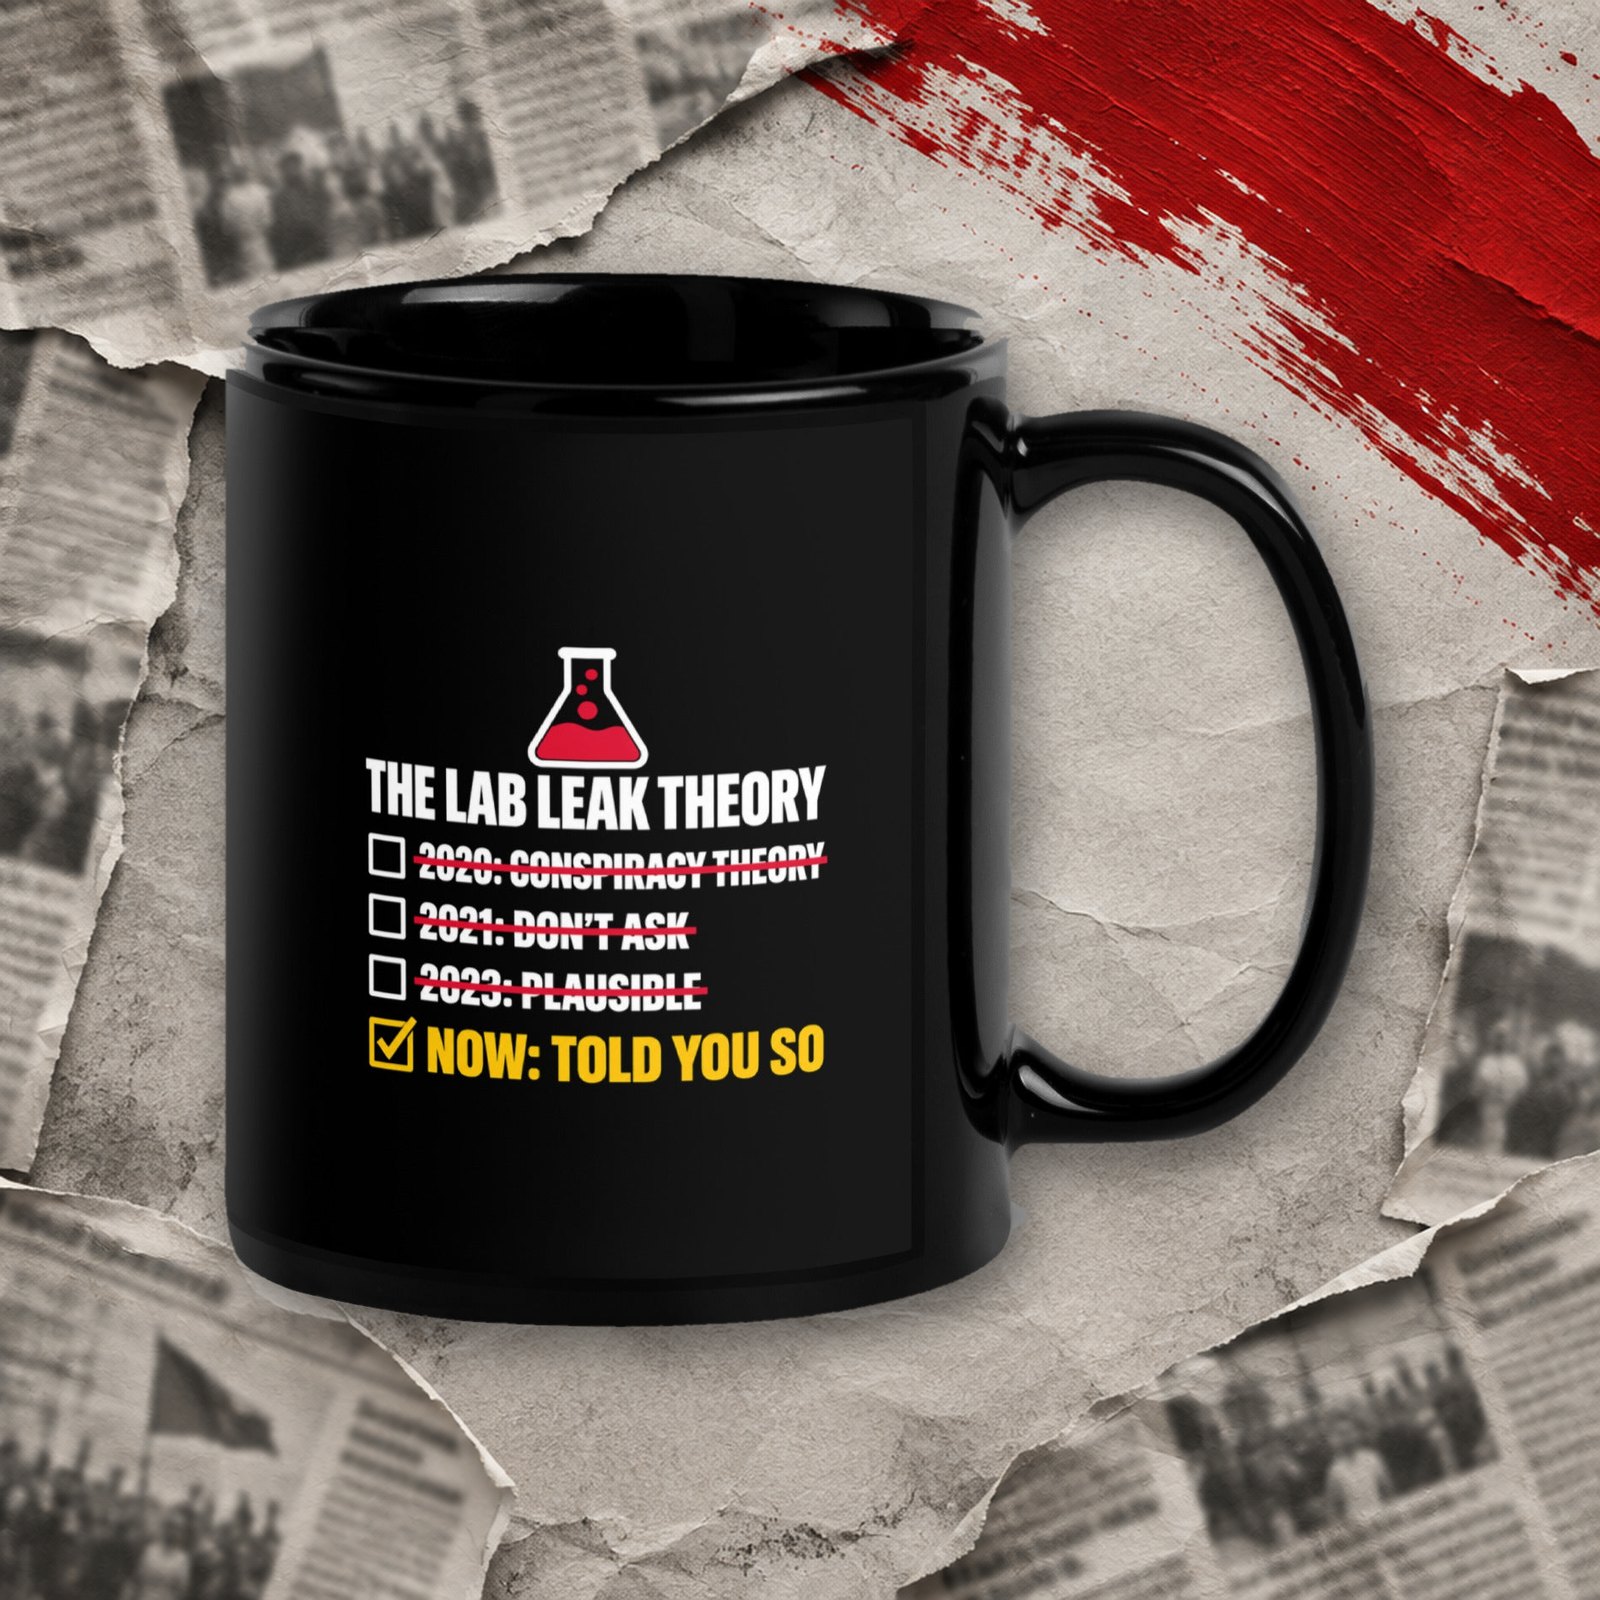 THE LAB LEAK THEORY
2020: CONSPIRACY THEORY
2021: DON'T ASK
2023: PLAUSIBLE
NOW: TOLD YOU SO